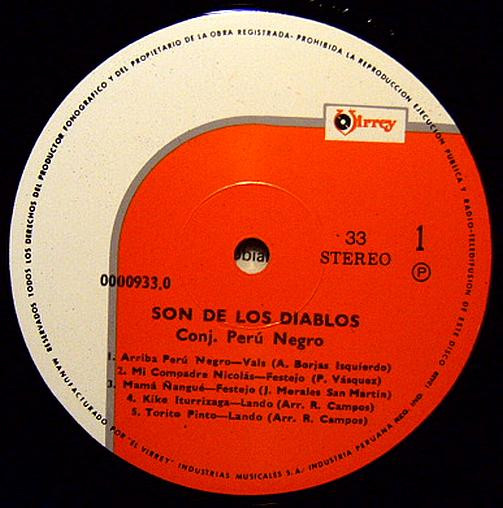 RESERVADOS TODOS LOS DERECHOS DEL PRODUCTOR FONOGRAFICO Y DEL PROPIETARIO DE LA OBRA REGISTRADA- PROHIBIDA LA REPRODUCCION EJECUCION PUBLICA Y RADIO-TELEDIFUSION DE ESTE DISCO
Virrey
33
STEREO
1
P
bia
0000933.0
SON DE LOS DIABLOS
Conj. Perú Negro
1. Arriba Perú Negro—Vals (A. Borjas Izquierdo)
2. Mi Compadre Nicolás—Festejo (P. Vásquez)
3. Mamá Ñangué—Festejo (J. Morales San Martín)
4. Kike Iturrizaga—Lando (Arr. R. Campos)
5. Torito Pinto—Lando (Arr. R. Campos)
MANUFACTURADO POR "EL VIRREY" INDUSTRIAS MUSICALES S.A. INDUSTRIA PERUANA REG. IND.